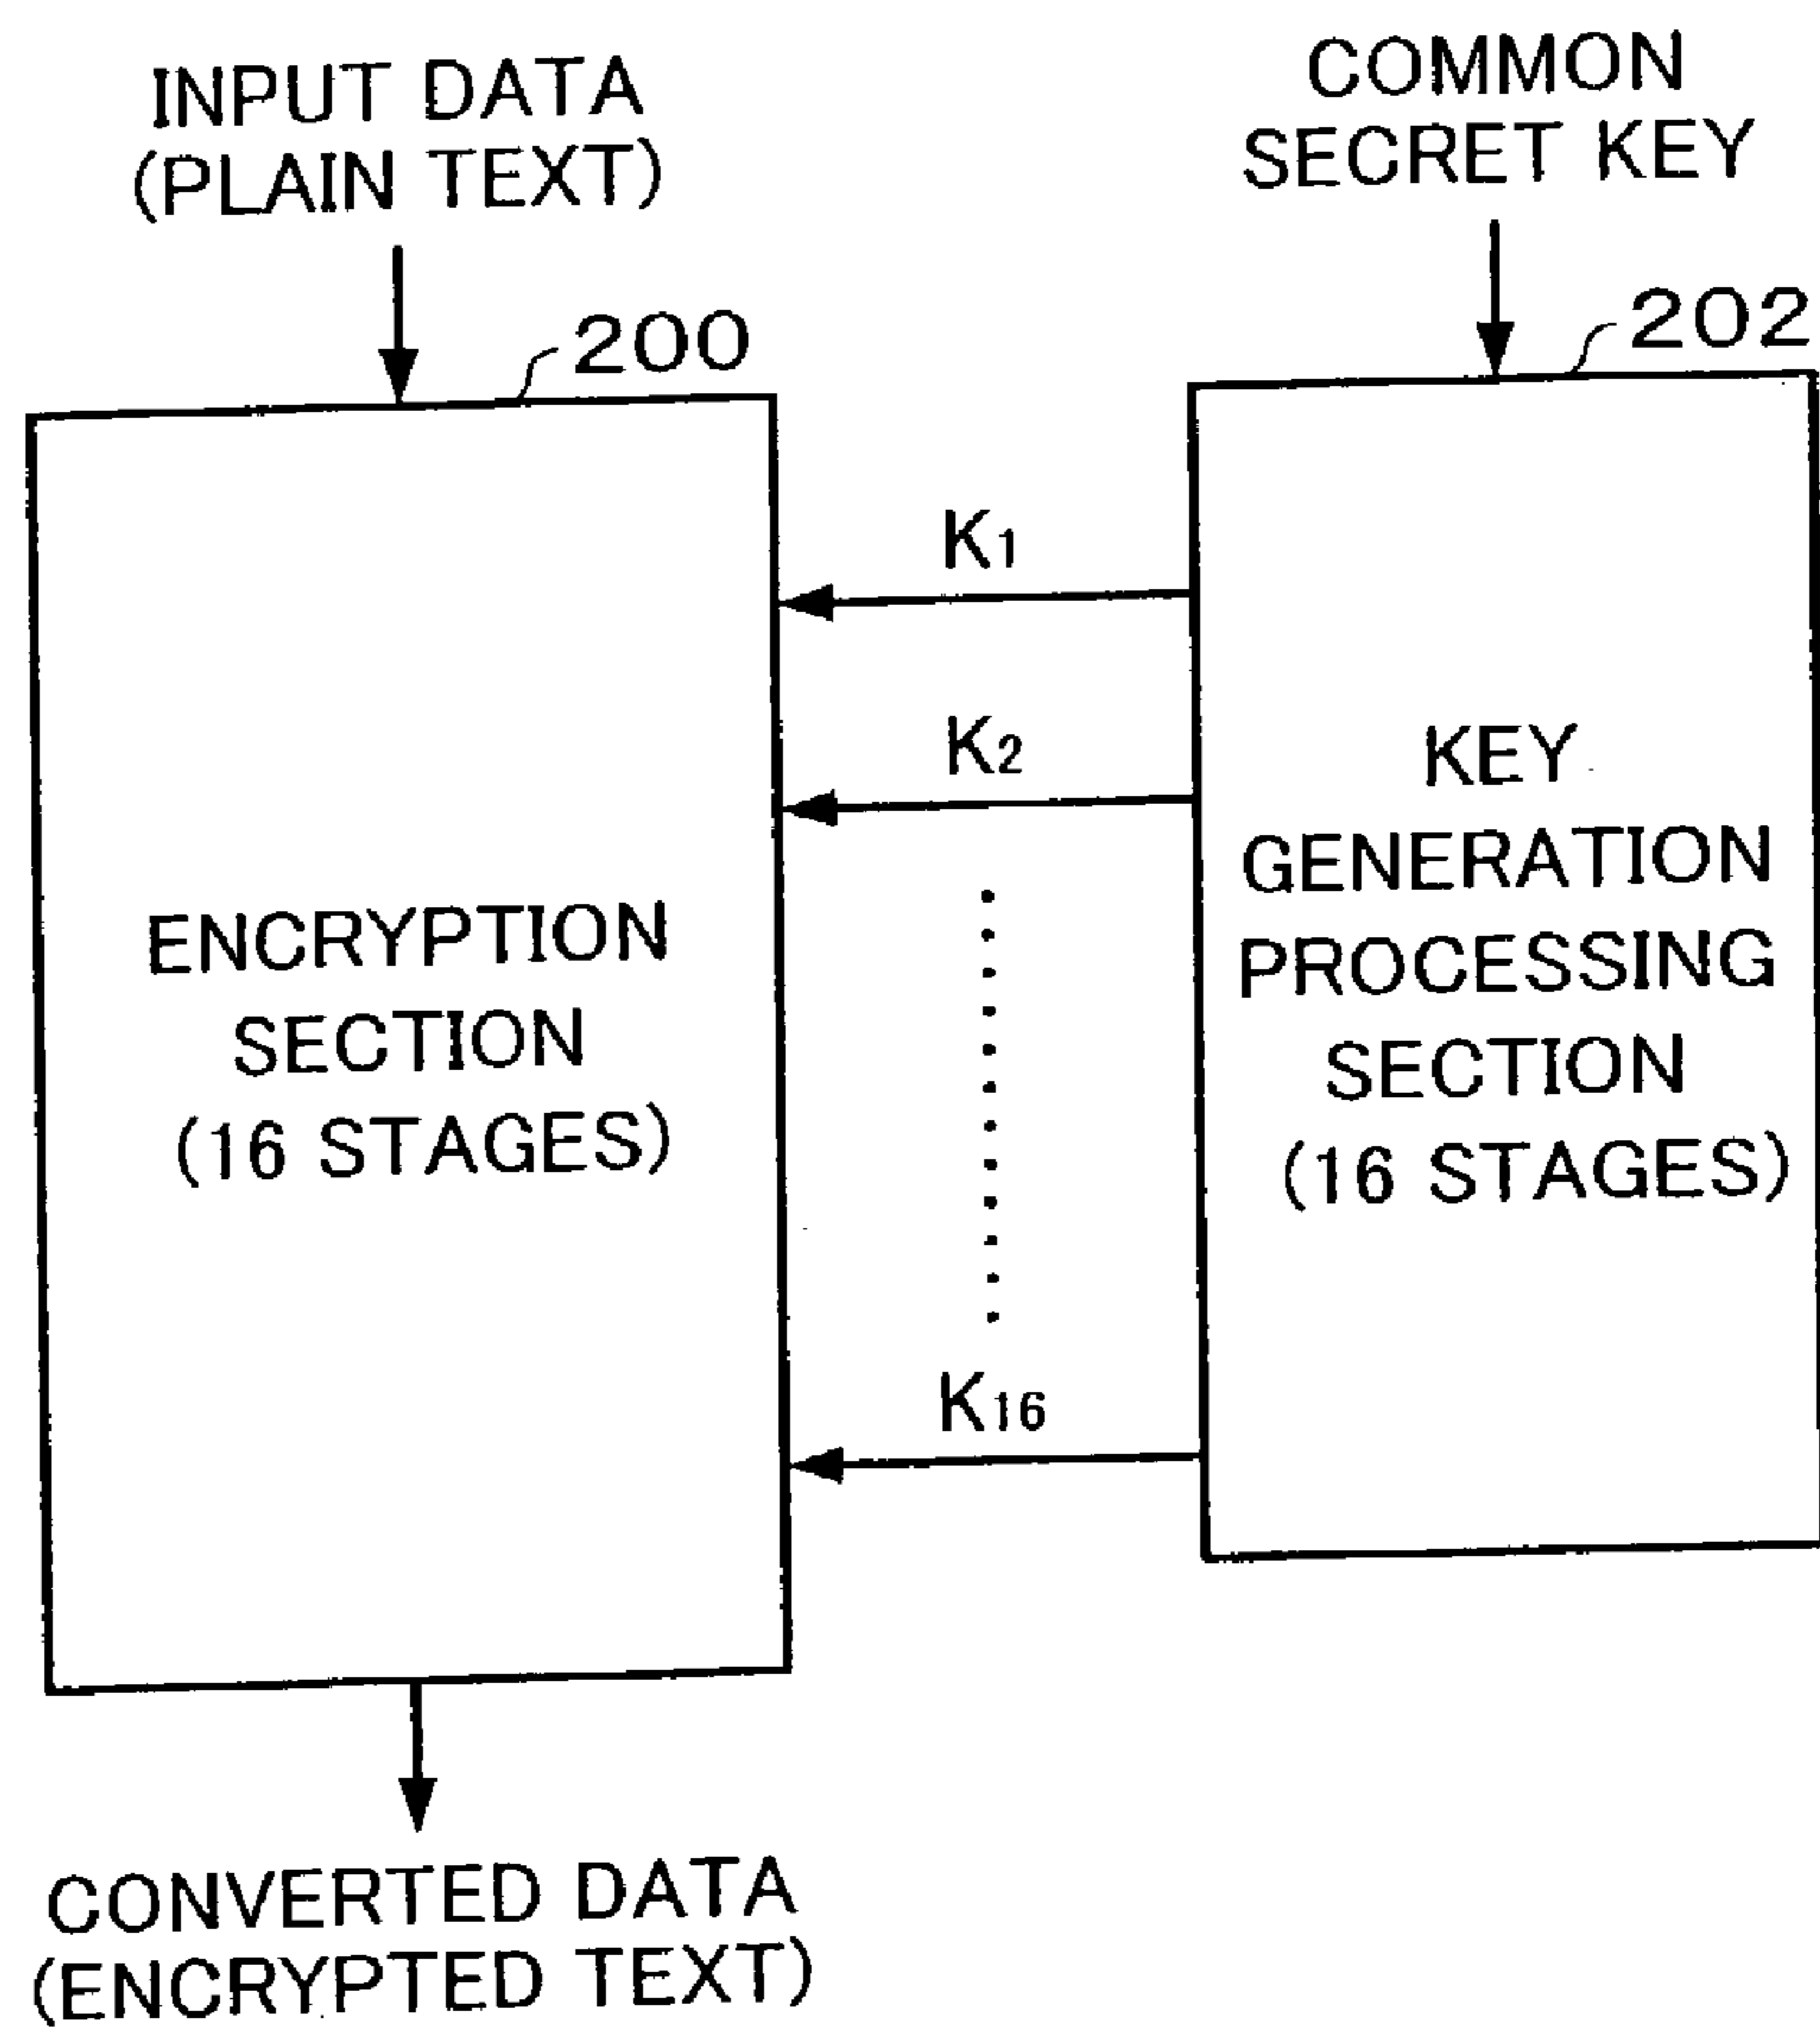 INPUT DATA
(PLAIN TEXT)
COMMON
SECRET KEY
200
202
K1
K2
K16
ENCRYPTION
SECTION
(16 STAGES)
KEY
GENERATION
PROCESSING
SECTION
(16 STAGES)
CONVERTED DATA
(ENCRYPTED TEXT)